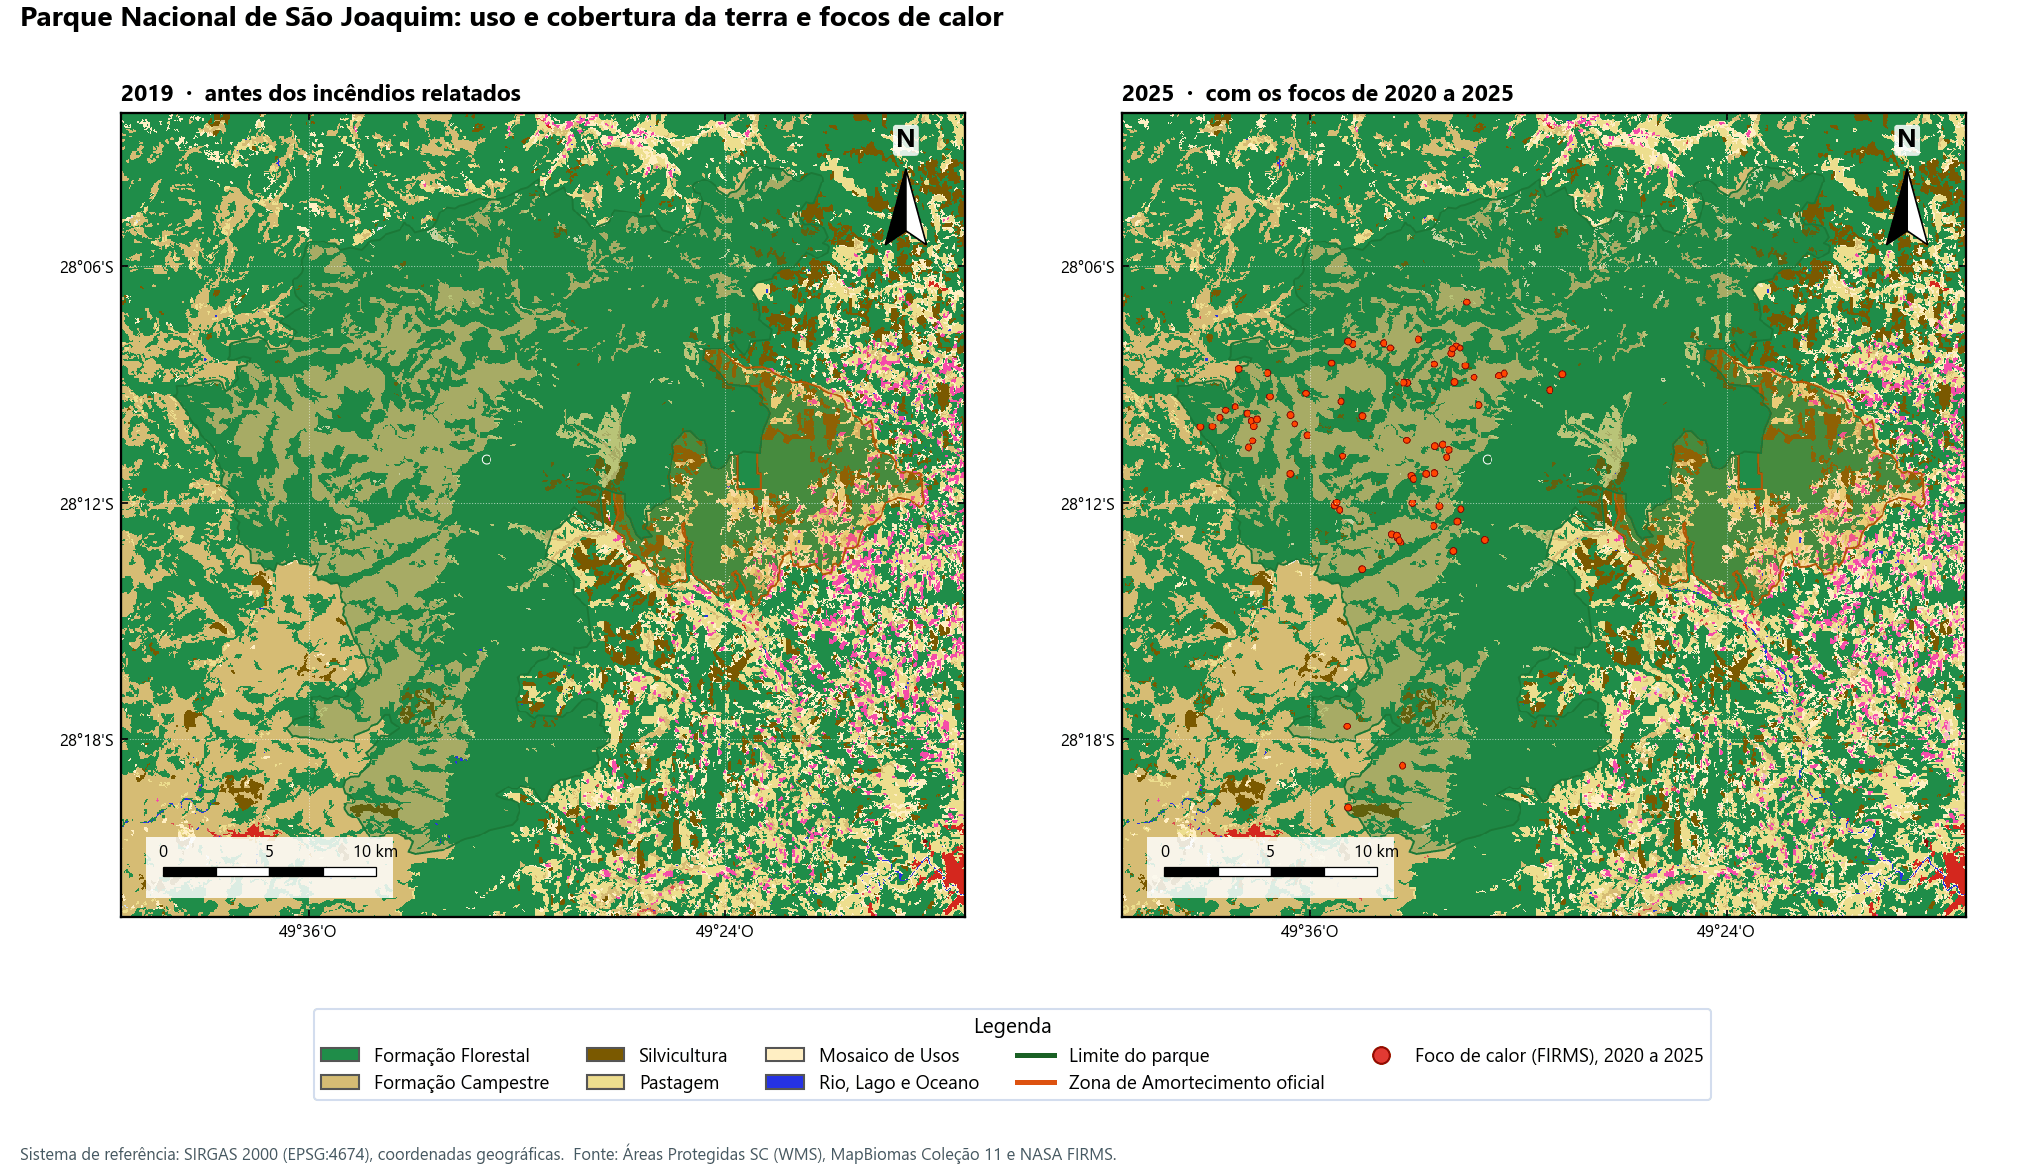 Parque Nacional de São Joaquim: uso e cobertura da terra e focos de calor
2019 · antes dos incêndios relatados
2025 · com os focos de 2020 a 2025
N
N
28°06'S
28°12'S
28°18'S
28°06'S
28°12'S
28°18'S
0 5 10 km
0 5 10 km
49°36'O 49°24'O
49°36'O 49°24'O
Legenda
Formação Florestal Silvicultura Mosaico de Usos Limite do parque Foco de calor (FIRMS), 2020 a 2025
Formação Campestre Pastagem Rio, Lago e Oceano Zona de Amortecimento oficial
Sistema de referência: SIRGAS 2000 (EPSG:4674), coordenadas geográficas. Fonte: Áreas Protegidas SC (WMS), MapBiomas Coleção 11 e NASA FIRMS.